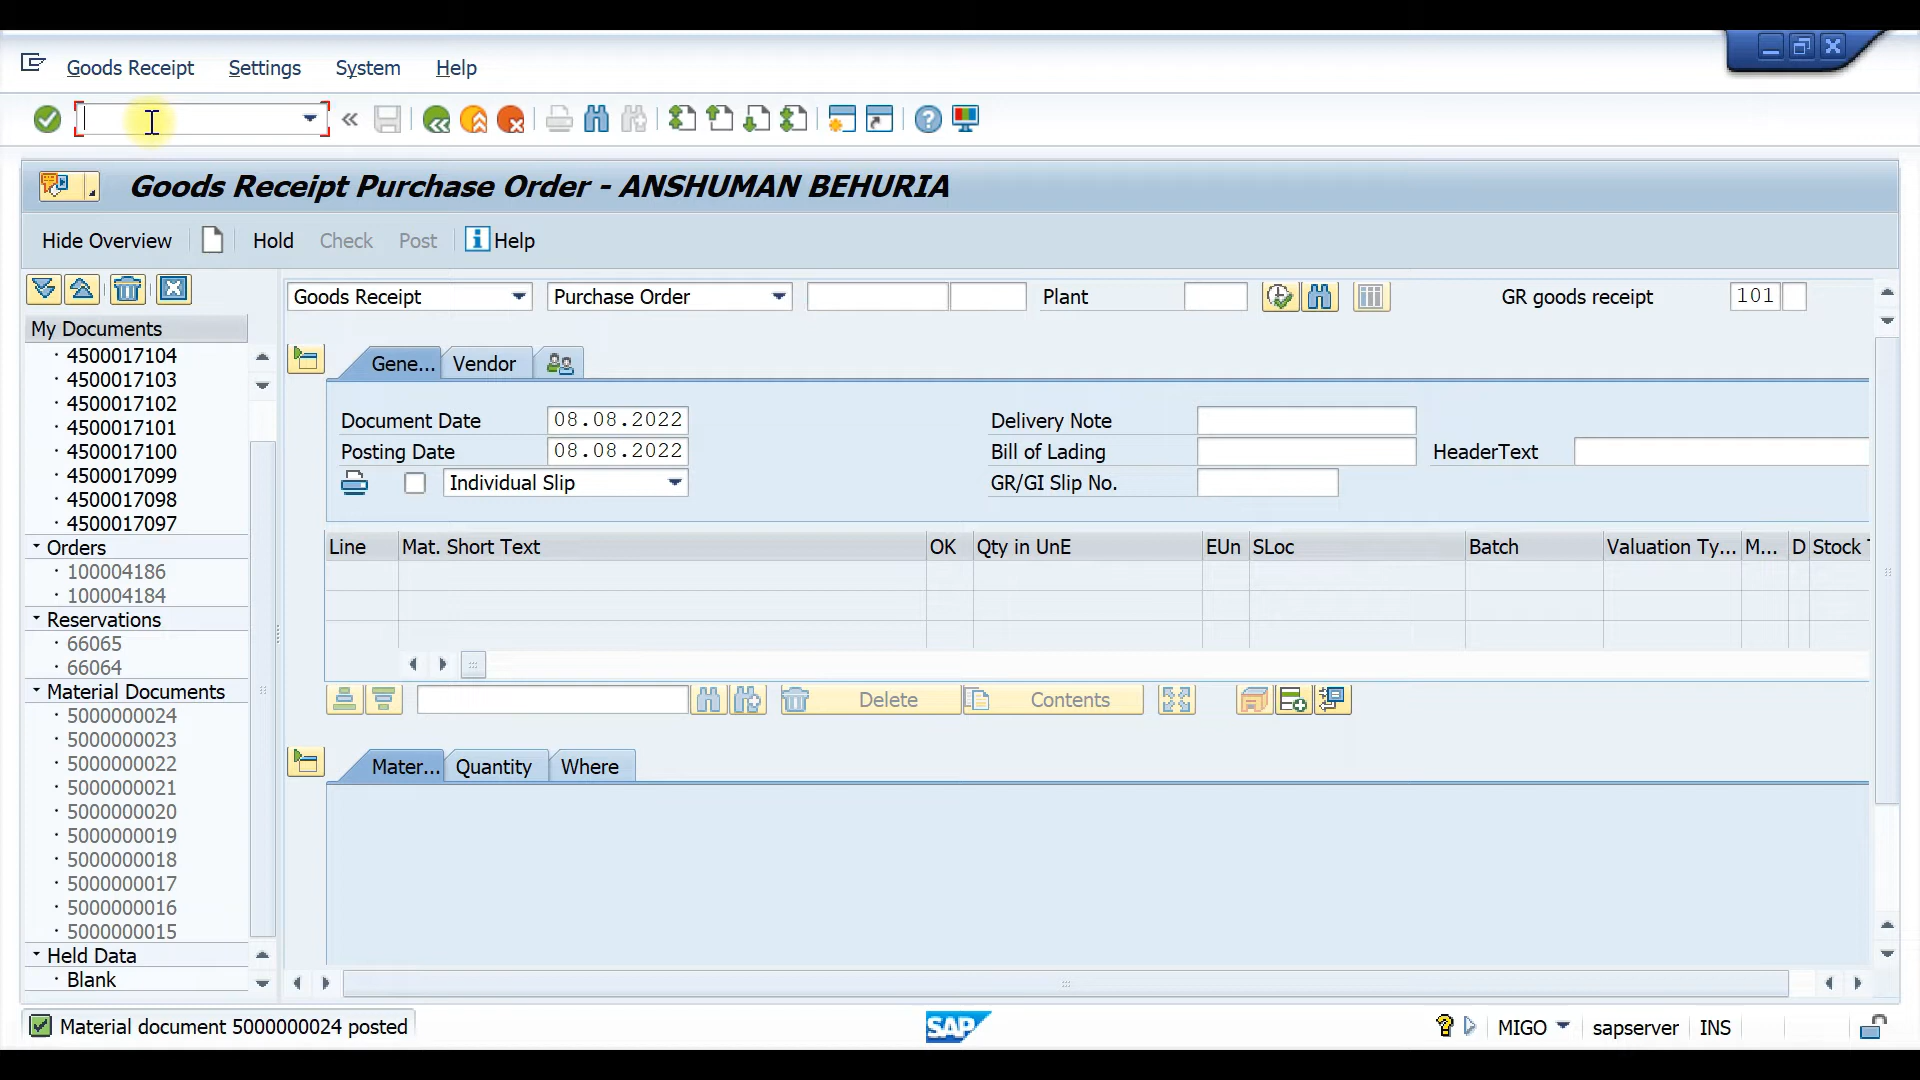 Goods Receipt Settings System Help
Goods Receipt Purchase Order - ANSHUMAN BEHURIA
Hide Overview Hold Check Post Help
Goods Receipt Purchase Order Plant GR goods receipt 101
My Documents
4500017104
4500017103
4500017102
4500017101
4500017100
4500017099
4500017098
4500017097
Orders
100004186
100004184
Reservations
66065
66064
Material Documents
5000000024
5000000023
5000000022
5000000021
5000000020
5000000019
5000000018
5000000017
5000000016
5000000015
Held Data
Blank
Gene... Vendor
Document Date 08.08.2022 Delivery Note
Posting Date 08.08.2022 Bill of Lading HeaderText
Individual Slip GR/GI Slip No.
Line Mat. Short Text OK Qty in UnE EUn SLoc Batch Valuation Ty... M... D Stock
Delete Contents
Mater... Quantity Where
Material document 5000000024 posted SAP MIGO sapserver INS